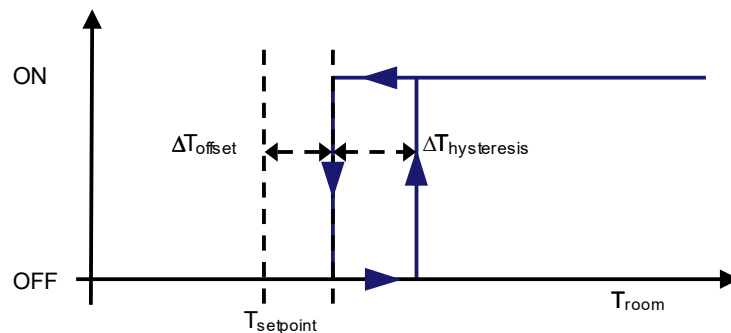 ON
ΔToffset
ΔThysteresis
OFF
Troom
Tsetpoint